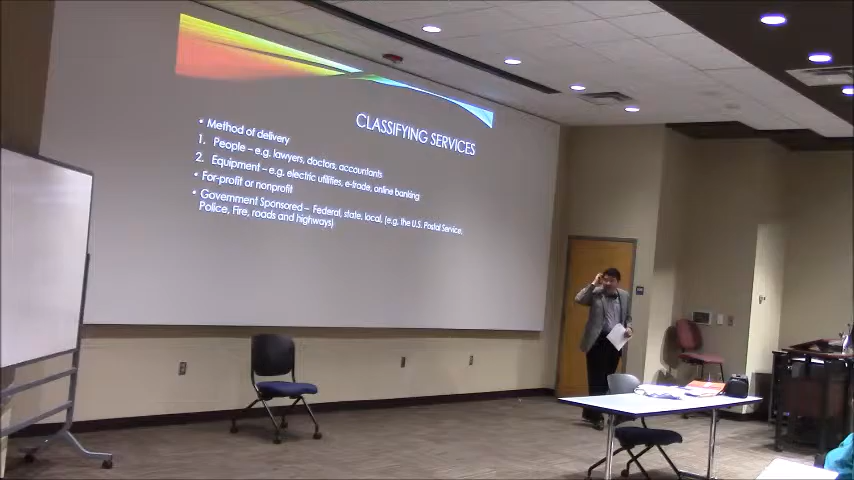 CLASSIFYING SERVICES
• Method of delivery
1. People – e.g. lawyers, doctors, accountants
2. Equipment – e.g. electric utilities, e-trade, online banking
• For-profit or nonprofit
• Government Sponsored – Federal, state, local, (e.g. the U.S. Postal Service,
Police, Fire, roads and highways)